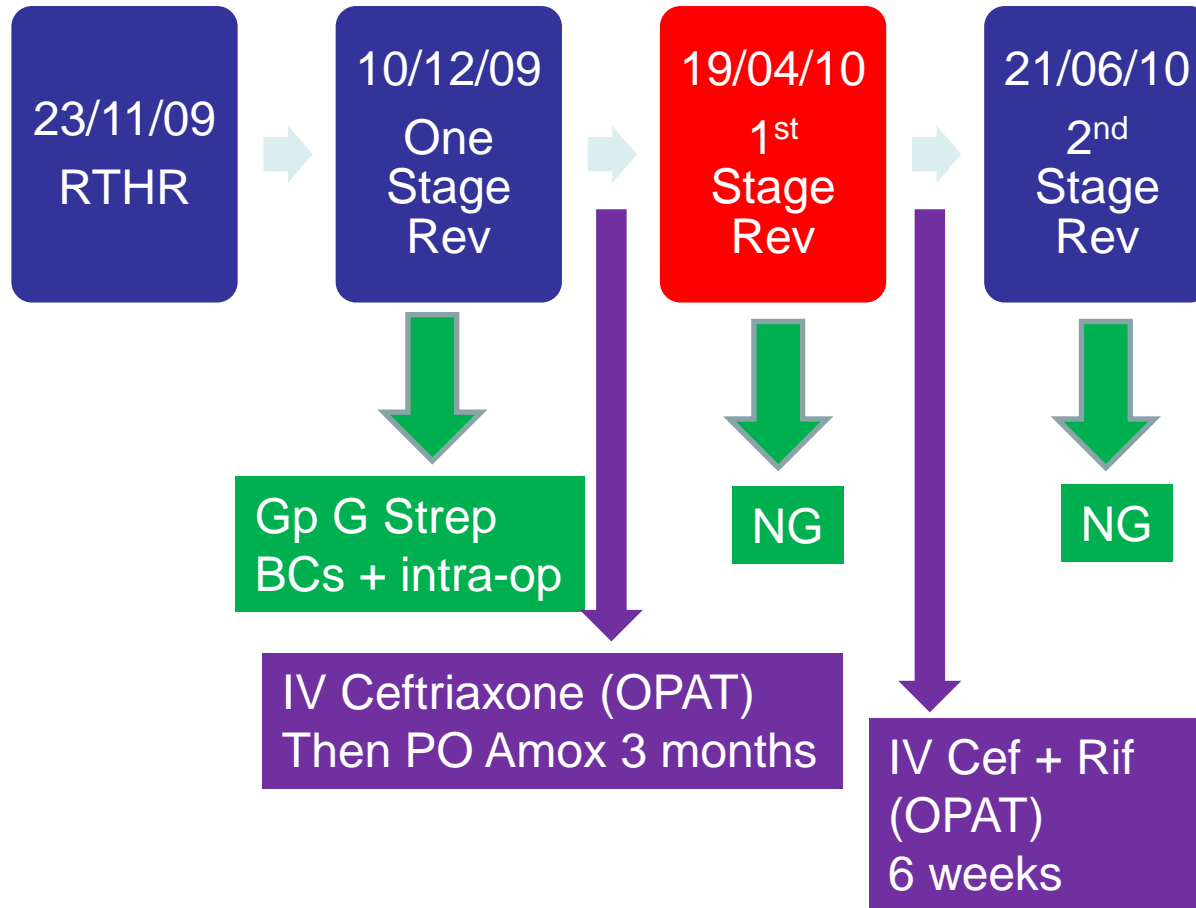 23/11/09
RTHR
10/12/09
One
Stage
Rev
19/04/10
1st
Stage
Rev
21/06/10
2nd
Stage
Rev
Gp G Strep
BCs + intra-op
NG
NG
IV Ceftriaxone (OPAT)
Then PO Amox 3 months
IV Cef + Rif
(OPAT)
6 weeks